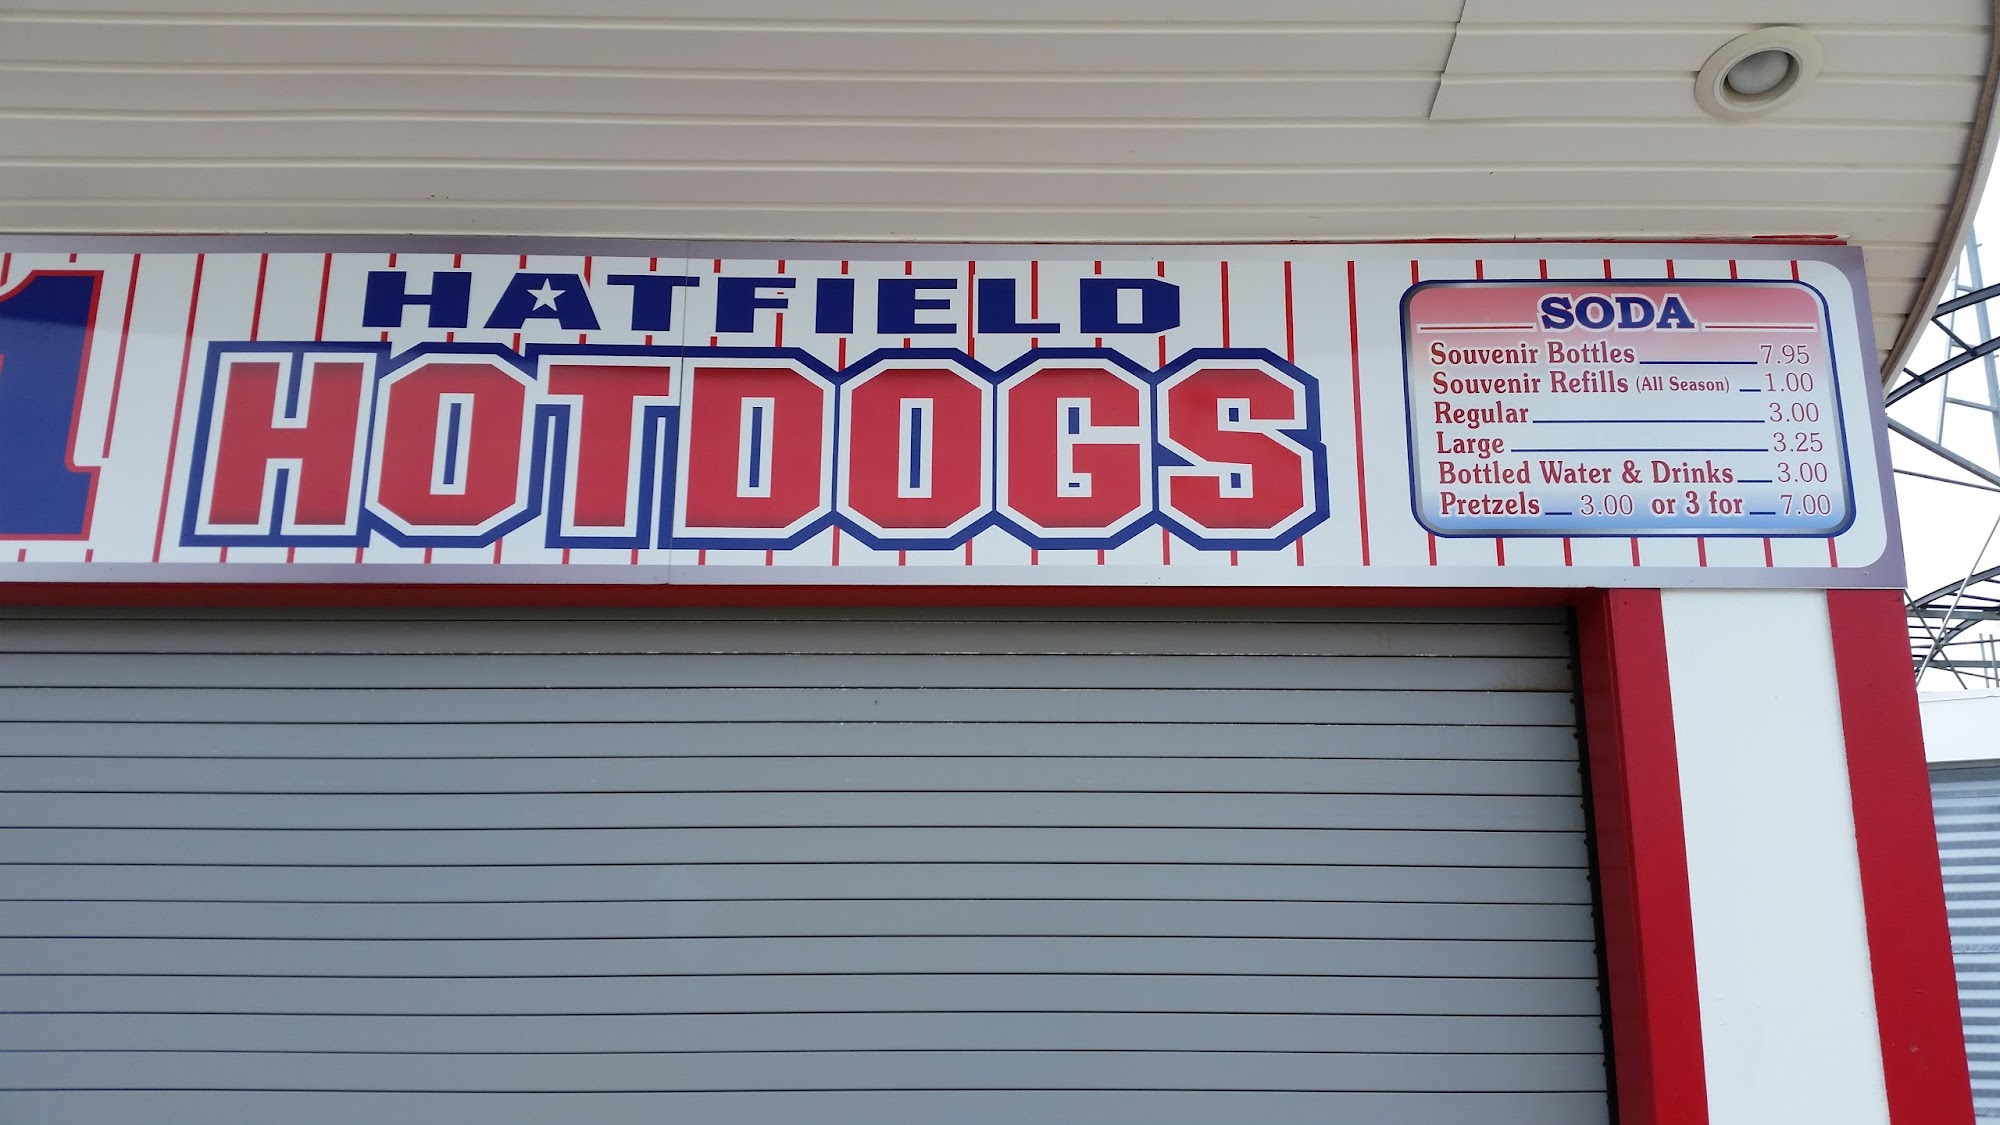 1
HATFIELD
HOTDOGS
SODA
Souvenir Bottles 7.95
Souvenir Refills (All Season) 1.00
Regular 3.00
Large 3.25
Bottled Water & Drinks 3.00
Pretzels 3.00 or 3 for 7.00